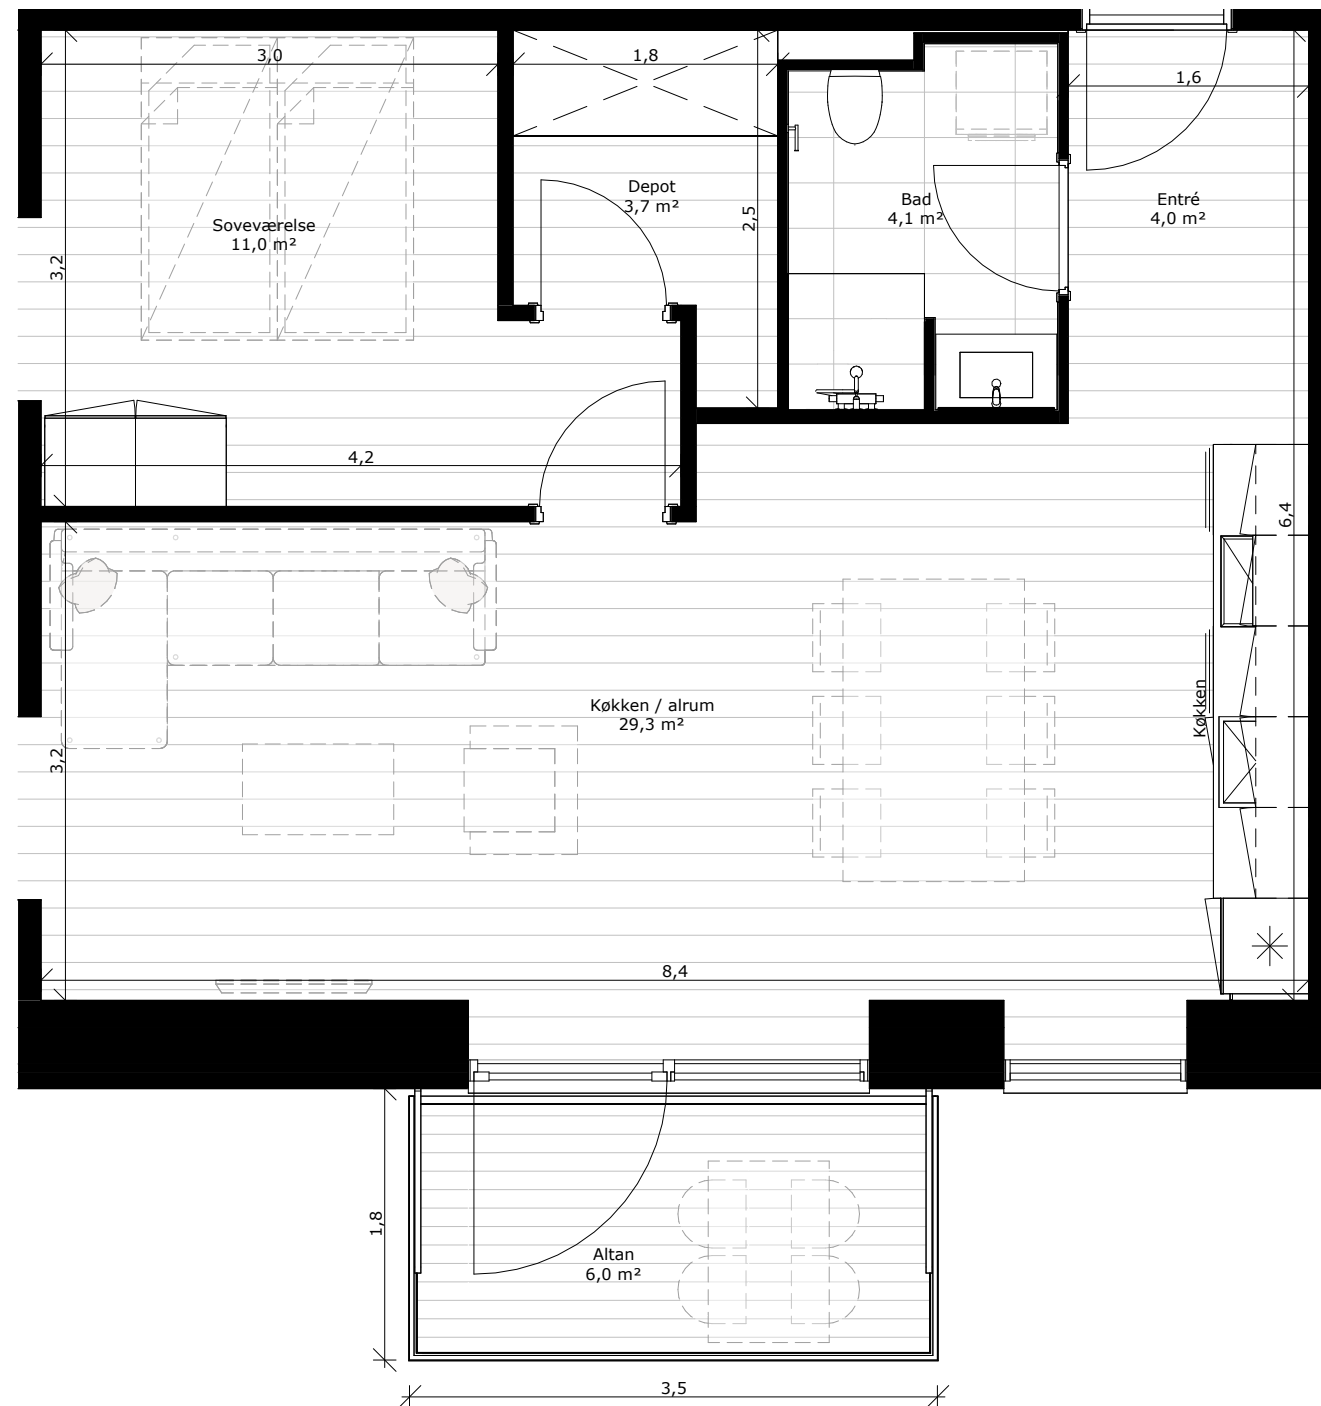 3,0
1,8
1,6
Depot
3,7 m²
Bad
4,1 m²
Entré
4,0 m²
2,5
Soveværelse
11,0 m²
3,2
4,2
6,4
Køkken / alrum
29,3 m²
Køkken
3,2
8,4
1,8
Altan
6,0 m²
3,5